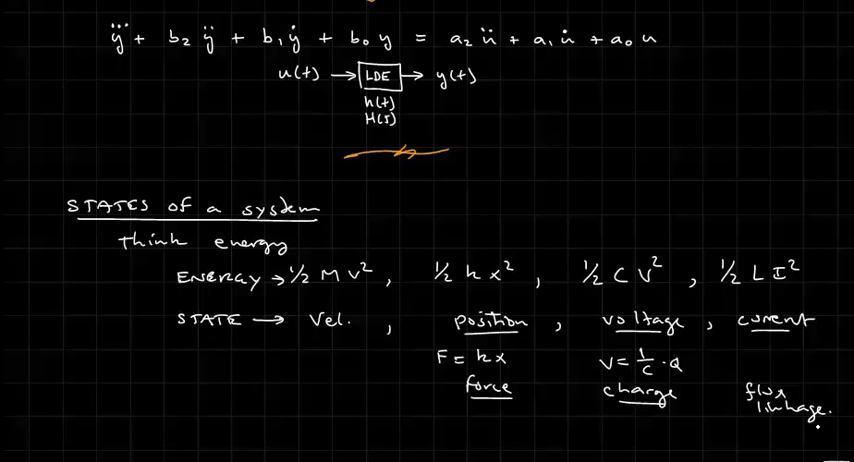 y⃛ + b₂ ÿ + b₁ ẏ + b₀ y = a₂ ü + a₁ u̇ + a₀ u
u(t) → LDE → y(t)
h(t)
H(s)
STATES of a system
think energy
ENERGY → 1/2 M v², 1/2 k x², 1/2 C V², 1/2 L I²
STATE → Vel., position, voltage, current
F = kx V = 1/C · Q
force charge flux
linkage.